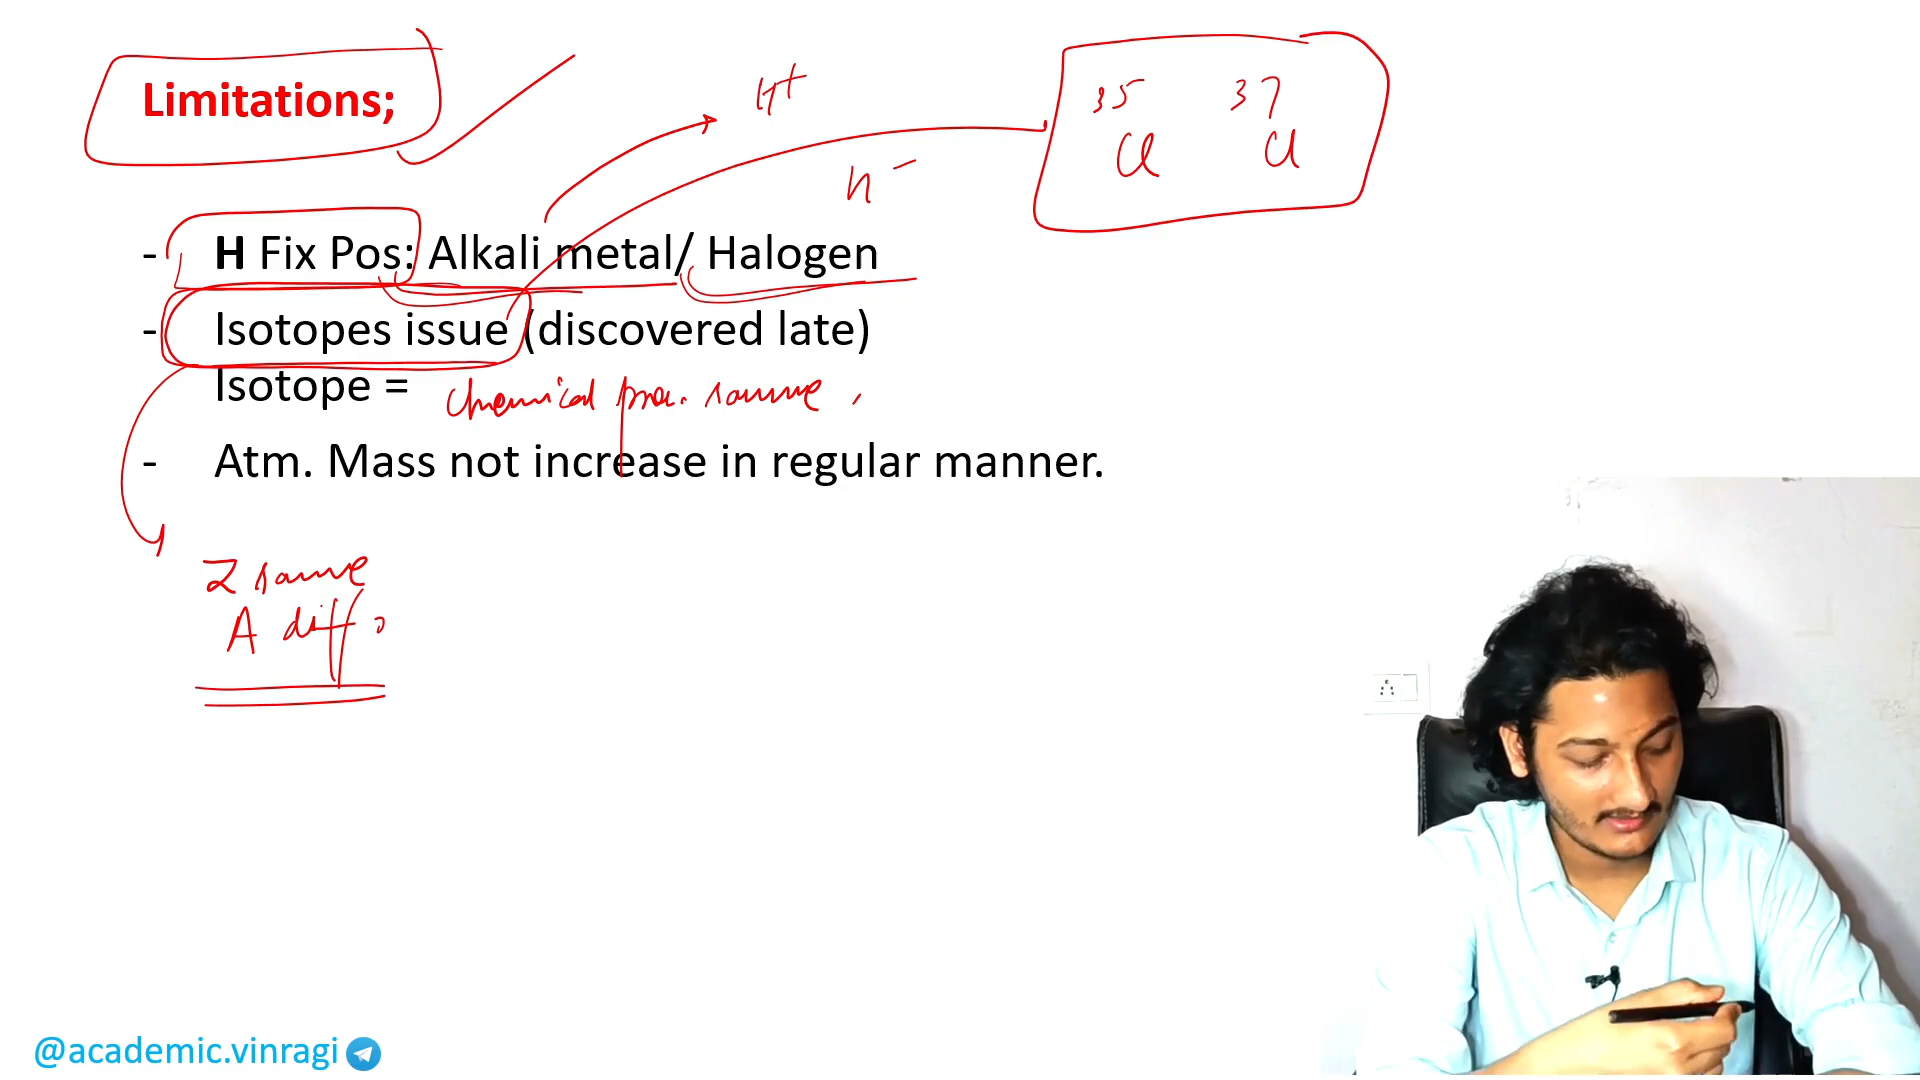 Limitations;
H+
H-
35 37
Cl Cl
- H Fix Pos: Alkali metal/ Halogen
- Isotopes issue (discovered late)
Isotope = chemical pro. same,
- Atm. Mass not increase in regular manner.
Z same
A diff.
@academic.vinragi